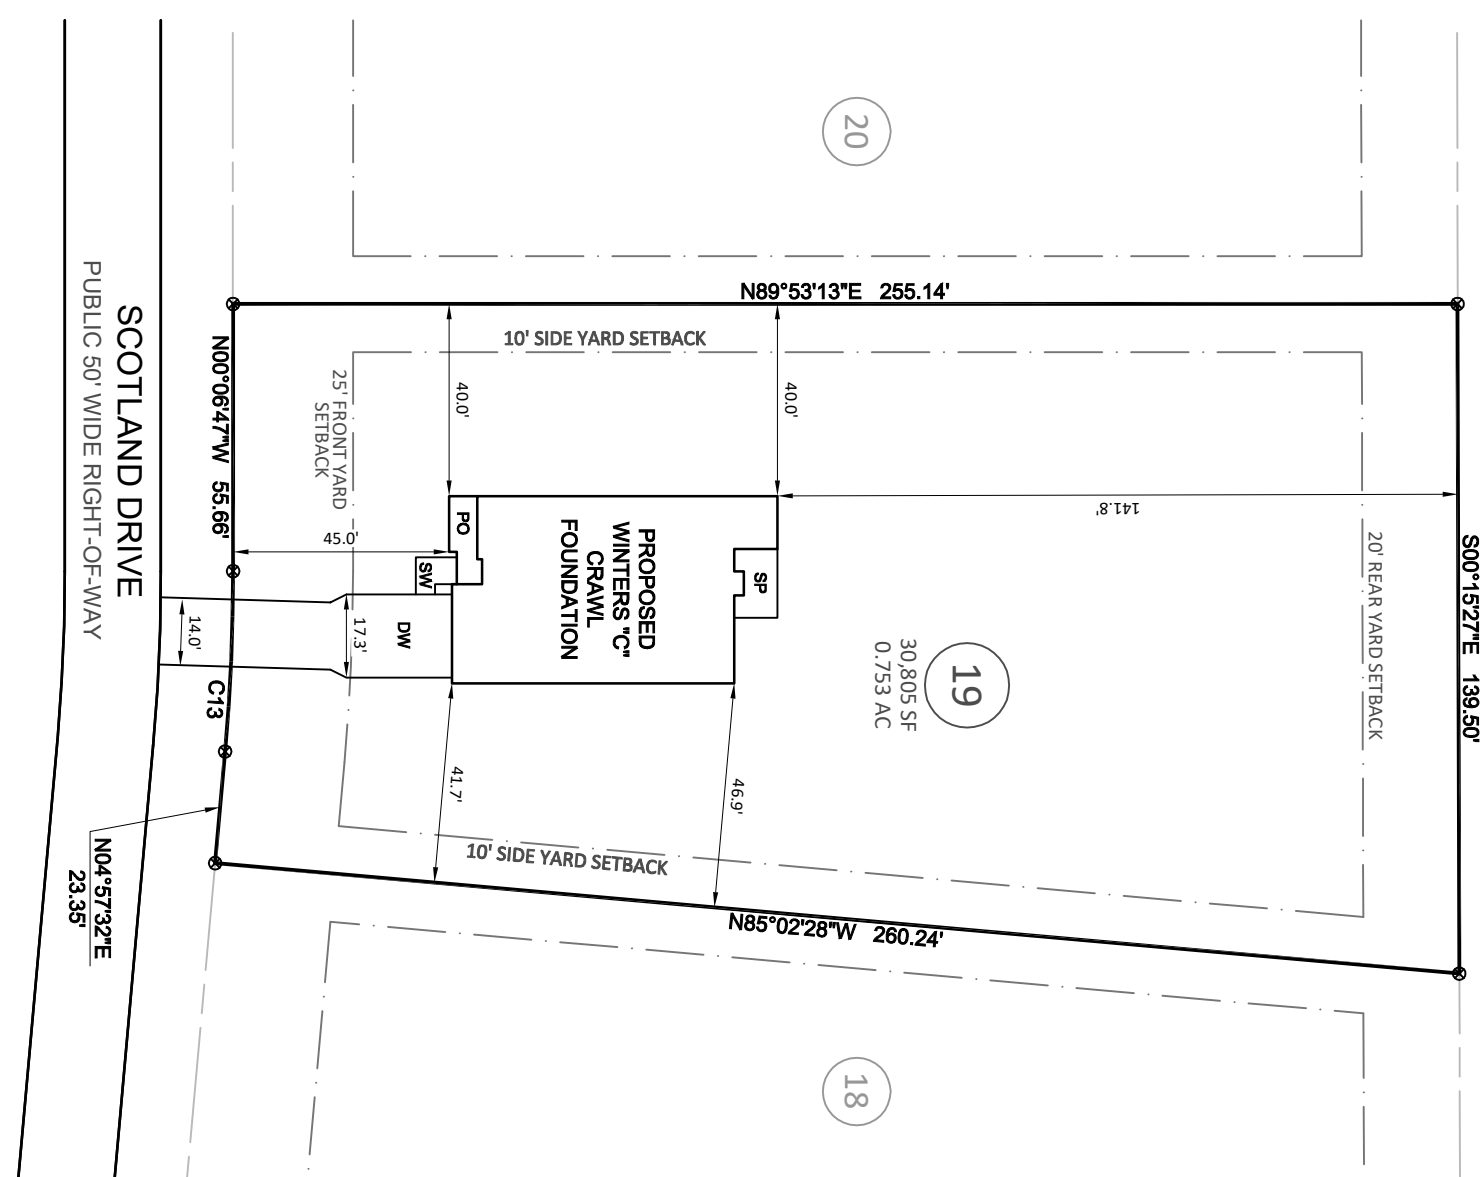 20
N89°53'13"E 255.14'
10' SIDE YARD SETBACK
SCOTLAND DRIVE
PUBLIC 50' WIDE RIGHT-OF-WAY
N00°06'47"W 55.66'
25' FRONT YARD
SETBACK
40.0'
40.0'
141.8'
20' REAR YARD SETBACK
S00°15'27"E 139.50'
45.0'
PO
SW
SP
PROPOSED
WINTERS "C"
CRAWL
FOUNDATION
14.0'
17.3'
DW
C13
19
30,805 SF
0.753 AC
41.7'
46.9'
10' SIDE YARD SETBACK
N04°57'32"E
23.35'
N85°02'28"W 260.24'
18